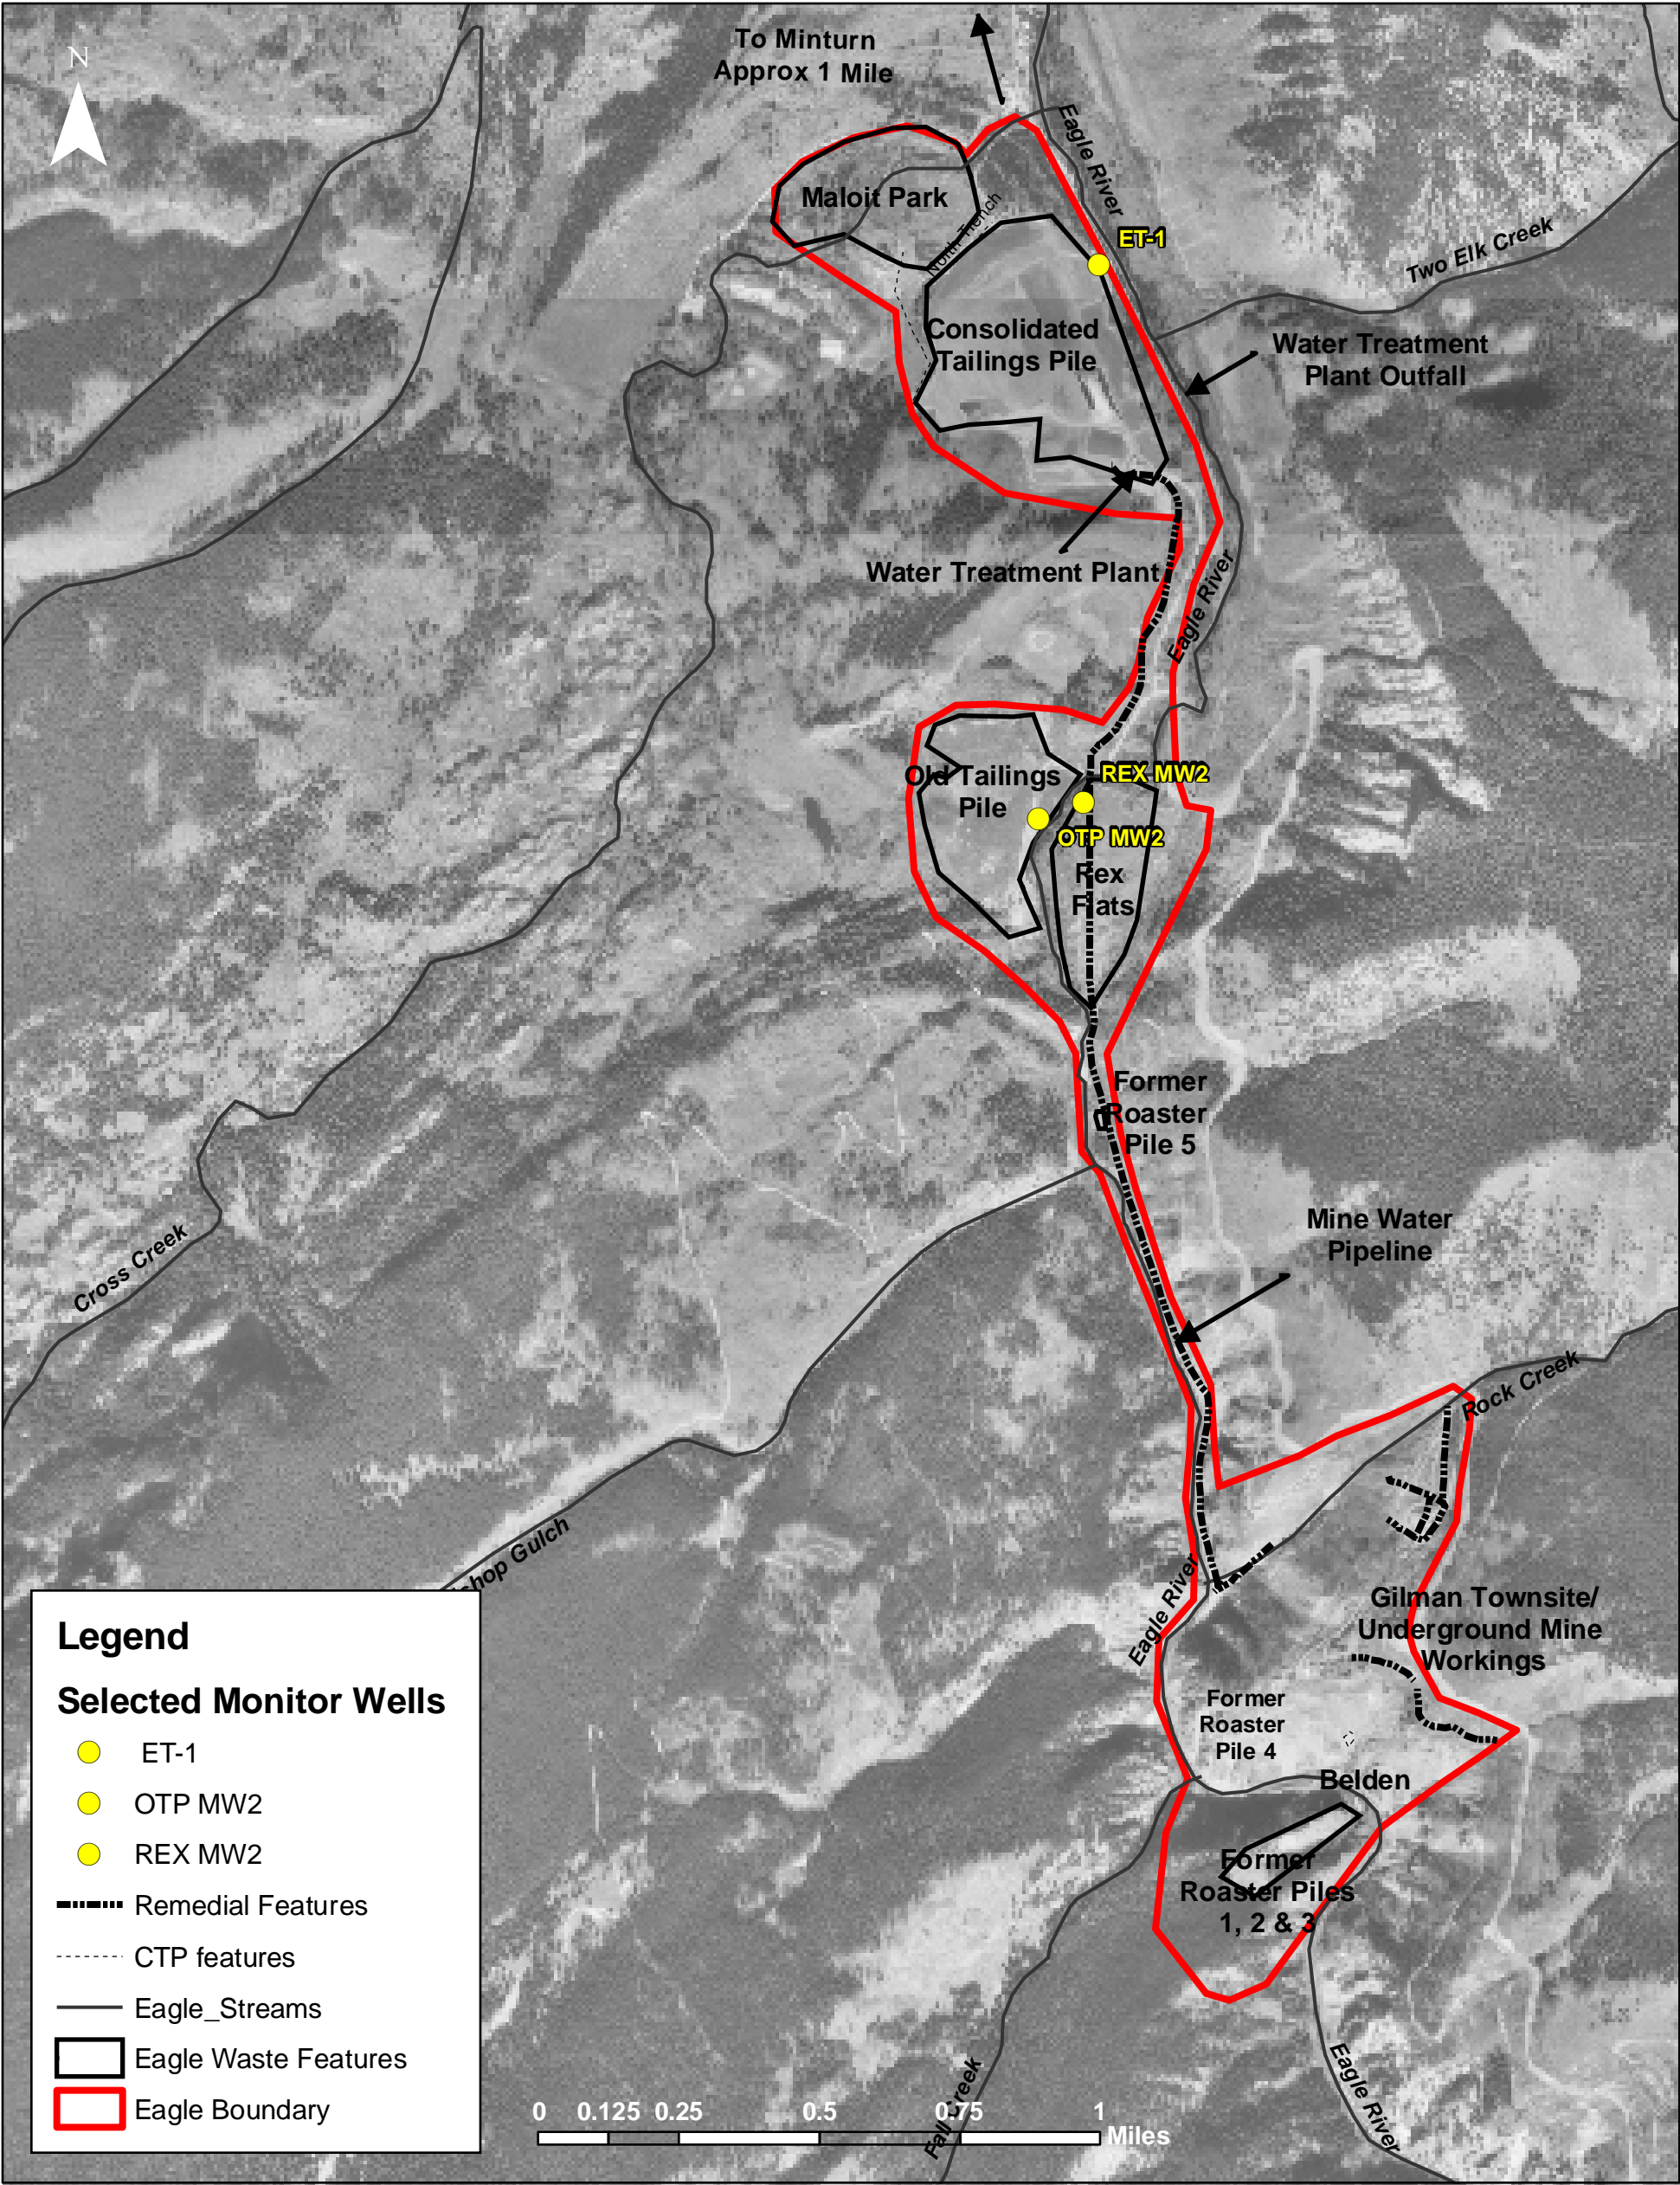 N
To Minturn
Approx 1 Mile
Eagle River
Maloit Park
North Trench
ET-1
Two Elk Creek
Consolidated
Tailings Pile
Water Treatment
Plant Outfall
Water Treatment Plant
Eagle River
Old Tailings
Pile
REX MW2
OTP MW2
Rex
Flats
Former
Roaster
Pile 5
Mine Water
Pipeline
Cross Creek
Rock Creek
shop Gulch
Eagle River
Gilman Townsite/
Underground Mine
Workings
Former
Roaster
Pile 4
Belden
Former
Roaster Piles
1, 2 & 3
Eagle River
Fall Creek
Legend
Selected Monitor Wells
ET-1
OTP MW2
REX MW2
Remedial Features
CTP features
Eagle_Streams
Eagle Waste Features
Eagle Boundary
0 0.125 0.25 0.5 0.75 1
Miles